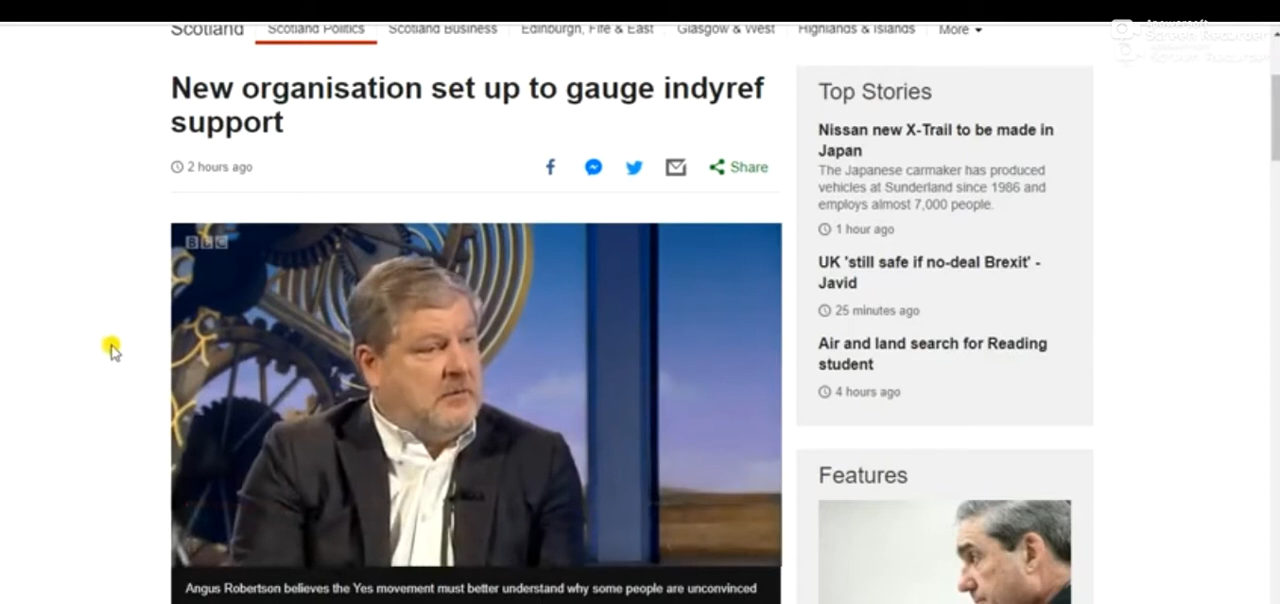 Scotland Scotland Politics Scotland Business Edinburgh, Fife & East Glasgow & West Highlands & Islands More
Screen Recorder
New organisation set up to gauge indyref
support
2 hours ago
Share
BBC
Angus Robertson believes the Yes movement must better understand why some people are unconvinced
Top Stories
Nissan new X-Trail to be made in
Japan
The Japanese carmaker has produced
vehicles at Sunderland since 1986 and
employs almost 7,000 people.
1 hour ago
UK 'still safe if no-deal Brexit' -
Javid
25 minutes ago
Air and land search for Reading
student
4 hours ago
Features